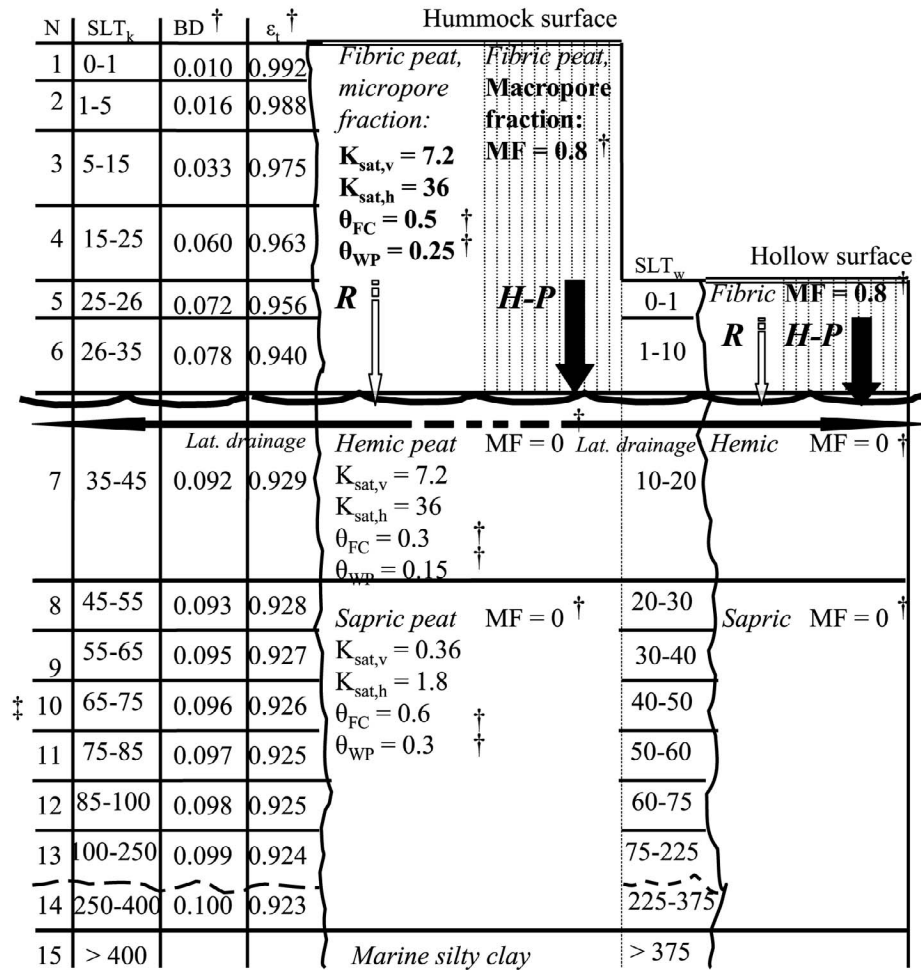 Hummock surface
N SLT_k BD † ε_t †
1 0-1 0.010 0.992
2 1-5 0.016 0.988
3 5-15 0.033 0.975
4 15-25 0.060 0.963
5 25-26 0.072 0.956
6 26-35 0.078 0.940
7 35-45 0.092 0.929
8 45-55 0.093 0.928
9 55-65 0.095 0.927
‡ 10 65-75 0.096 0.926
11 75-85 0.097 0.925
12 85-100 0.098 0.925
13 100-250 0.099 0.924
14 250-400 0.100 0.923
15 > 400
Fibric peat,
micropore
fraction:
K_sat,v = 7.2
K_sat,h = 36
θ_FC = 0.5 †
θ_WP = 0.25 †
R
Fibric peat,
Macropore
fraction:
MF = 0.8 †
H-P
Lat. drainage
Hemic peat MF = 0 †
K_sat,v = 7.2
K_sat,h = 36
θ_FC = 0.3 †
θ_WP = 0.15 †
Sapric peat MF = 0 †
K_sat,v = 0.36
K_sat,h = 1.8
θ_FC = 0.6 †
θ_WP = 0.3 †
Marine silty clay
SLT_w
0-1
1-10
Lat. drainage
10-20
20-30
30-40
40-50
50-60
60-75
75-225
225-375
> 375
Hollow surface
Fibric MF = 0.8 †
R H-P
Hemic MF = 0 †
Sapric MF = 0 †